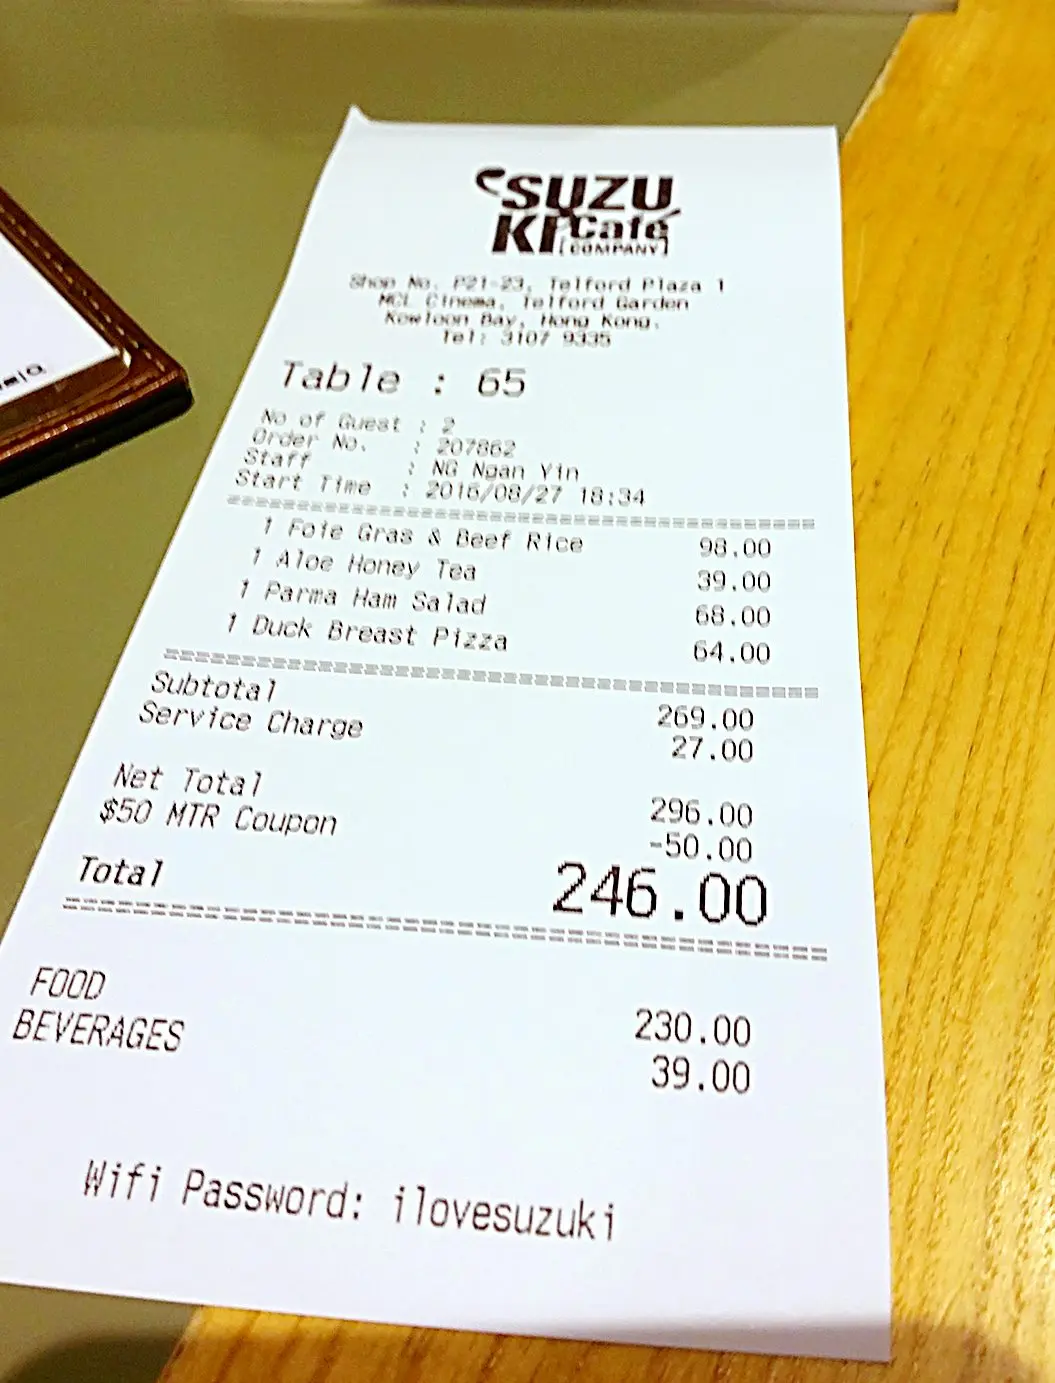 SUZU
KI Café
[COMPANY]
Shop No. P21-23, Telford Plaza 1
MCL Cinema, Telford Garden
Kowloon Bay, Hong Kong.
Tel: 3107 9335
Table : 65
No of Guest : 2
Order No. : 207862
Staff : NG Ngan Yin
Start Time : 2016/08/27 18:34
1 Foie Gras & Beef Rice 98.00
1 Aloe Honey Tea 39.00
1 Parma Ham Salad 68.00
1 Duck Breast Pizza 64.00
Subtotal 269.00
Service Charge 27.00
Net Total 296.00
$50 MTR Coupon -50.00
Total 246.00
FOOD 230.00
BEVERAGES 39.00
Wifi Password: ilovesuzuki